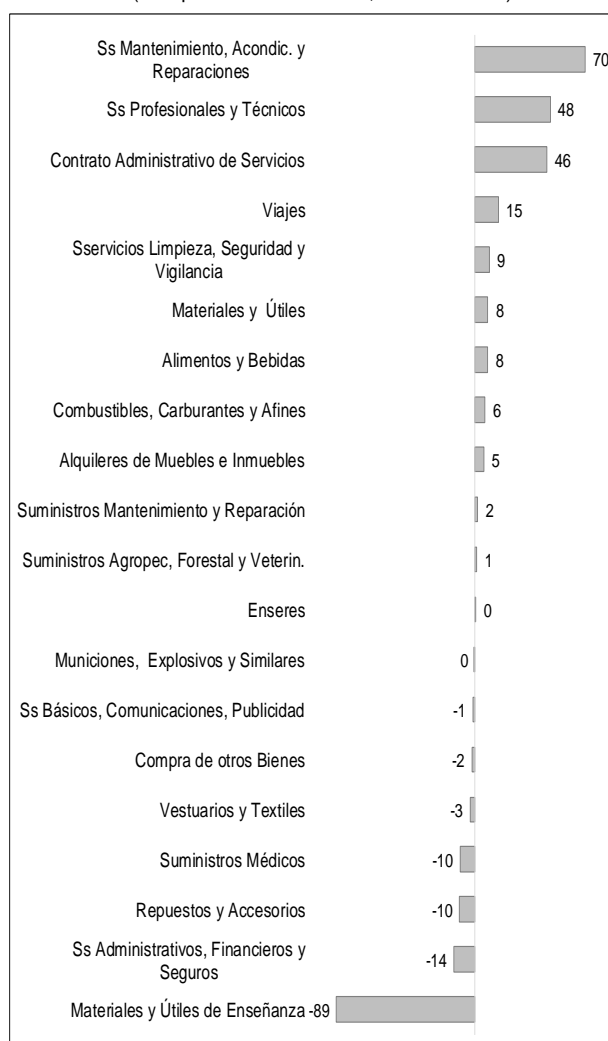 Ss Mantenimiento, Acondic. y
Reparaciones
70
Ss Profesionales y Técnicos
48
Contrato Administrativo de Servicios
46
Viajes
15
Sservicios Limpieza, Seguridad y
Vigilancia
9
Materiales y Útiles
8
Alimentos y Bebidas
8
Combustibles, Carburantes y Afines
6
Alquileres de Muebles e Inmuebles
5
Suministros Mantenimiento y Reparación
2
Suministros Agropec, Forestal y Veterin.
1
Enseres
0
Municiones, Explosivos y Similares
0
Ss Básicos, Comunicaciones, Publicidad
-1
Compra de otros Bienes
-2
Vestuarios y Textiles
-3
Suministros Médicos
-10
Repuestos y Accesorios
-10
Ss Administrativos, Financieros y
Seguros
-14
Materiales y Útiles de Enseñanza -89